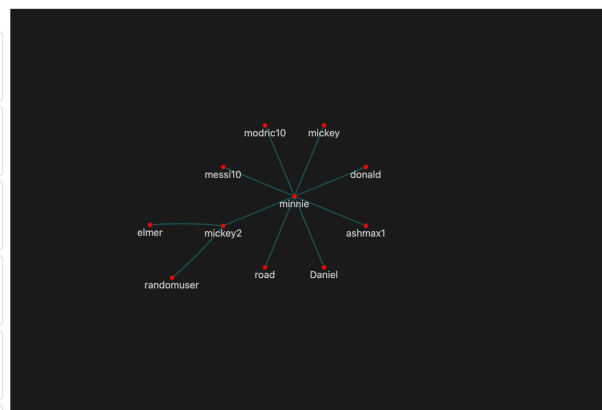 modric10
mickey
messi10
donald
minnie
elmer
mickey2
ashmax1
road
Daniel
randomuser